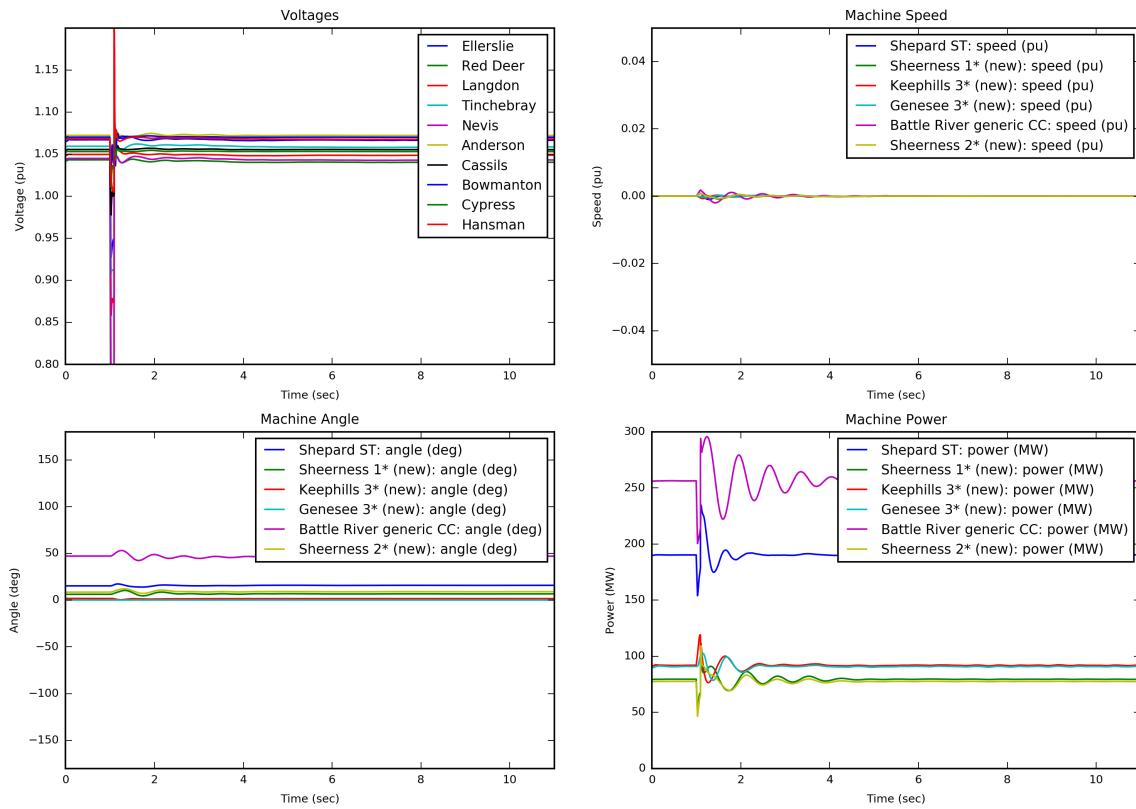 Voltages
Voltage (pu)
1.15
1.10
1.05
1.00
0.95
0.90
0.85
0.80
Ellerslie
Red Deer
Langdon
Tinchebray
Nevis
Anderson
Cassils
Bowmanton
Cypress
Hansman
0 2 4 6 8 10
Time (sec)
Machine Speed
Speed (pu)
0.04
0.02
0.00
−0.02
−0.04
Shepard ST: speed (pu)
Sheerness 1* (new): speed (pu)
Keephills 3* (new): speed (pu)
Genesee 3* (new): speed (pu)
Battle River generic CC: speed (pu)
Sheerness 2* (new): speed (pu)
0 2 4 6 8 10
Time (sec)
Machine Angle
Angle (deg)
150
100
50
0
−50
−100
−150
Shepard ST: angle (deg)
Sheerness 1* (new): angle (deg)
Keephills 3* (new): angle (deg)
Genesee 3* (new): angle (deg)
Battle River generic CC: angle (deg)
Sheerness 2* (new): angle (deg)
0 2 4 6 8 10
Time (sec)
Machine Power
Power (MW)
300
250
200
150
100
50
0
Shepard ST: power (MW)
Sheerness 1* (new): power (MW)
Keephills 3* (new): power (MW)
Genesee 3* (new): power (MW)
Battle River generic CC: power (MW)
Sheerness 2* (new): power (MW)
0 2 4 6 8 10
Time (sec)